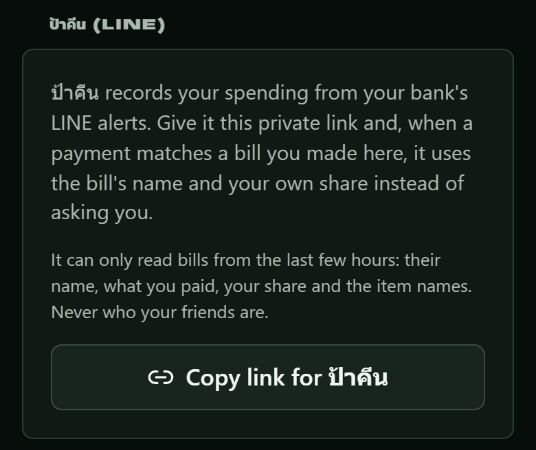 ป้าคืน (LINE)
ป้าคืน records your spending from your bank's
LINE alerts. Give it this private link and, when a
payment matches a bill you made here, it uses
the bill's name and your own share instead of
asking you.
It can only read bills from the last few hours: their
name, what you paid, your share and the item names.
Never who your friends are.
Copy link for ป้าคืน